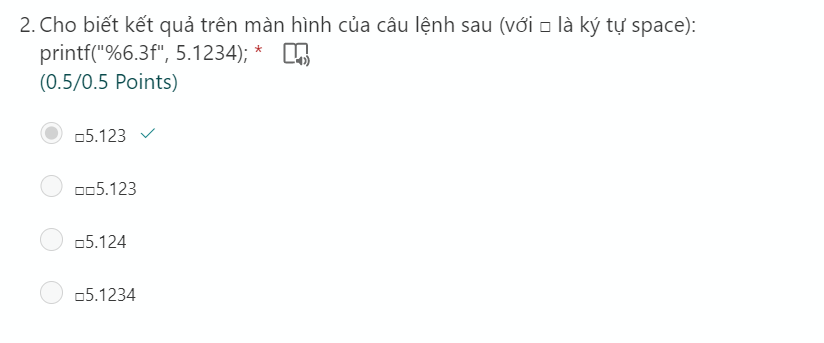 2. Cho biết kết quả trên màn hình của câu lệnh sau (với □ là ký tự space):
printf("%6.3f", 5.1234); *
(0.5/0.5 Points)
□5.123
□□5.123
□5.124
□5.1234